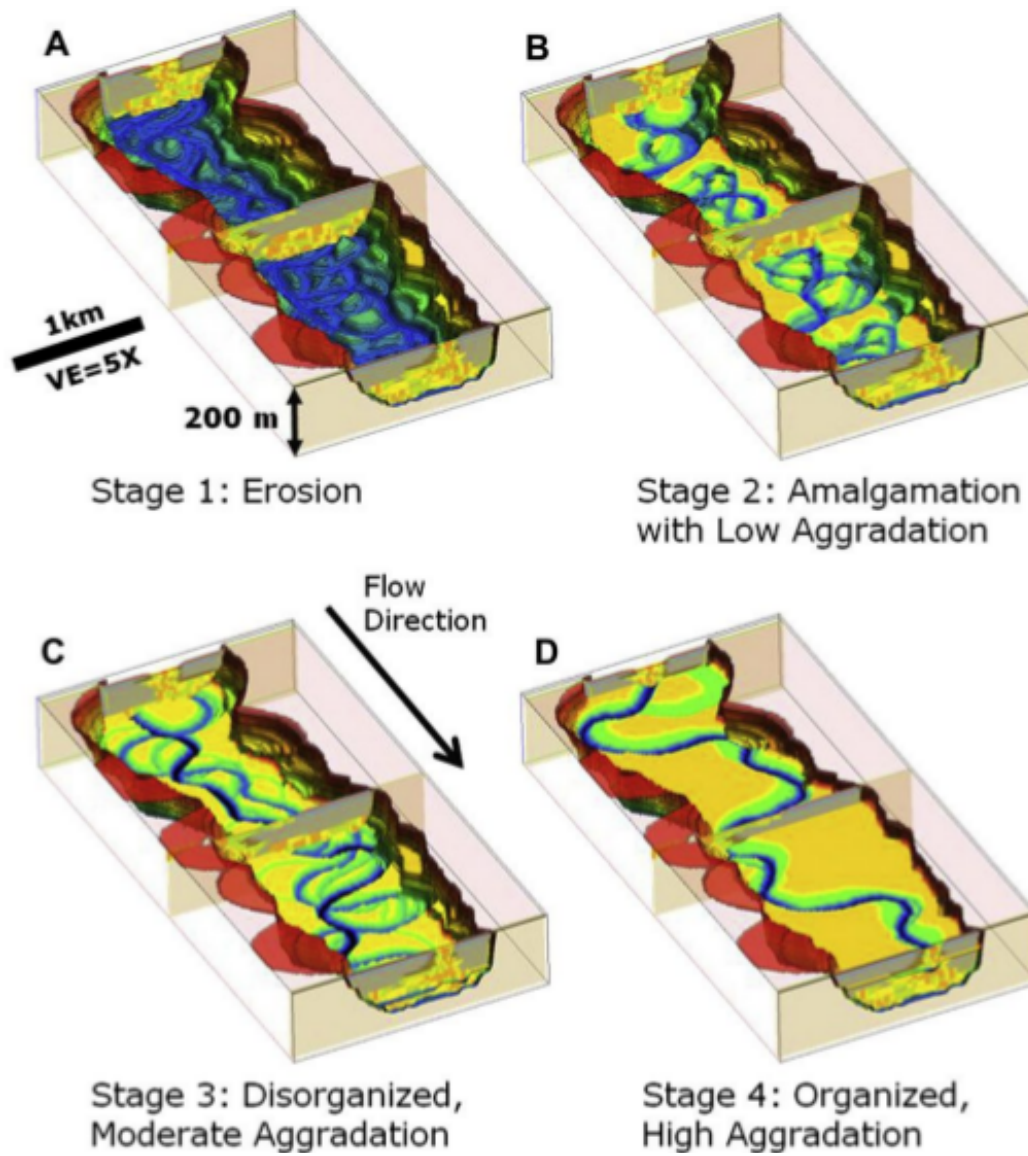 A
B
1km
VE=5X
200 m
Stage 1: Erosion
Stage 2: Amalgamation
with Low Aggradation
Flow
Direction
C
D
Stage 3: Disorganized,
Moderate Aggradation
Stage 4: Organized,
High Aggradation